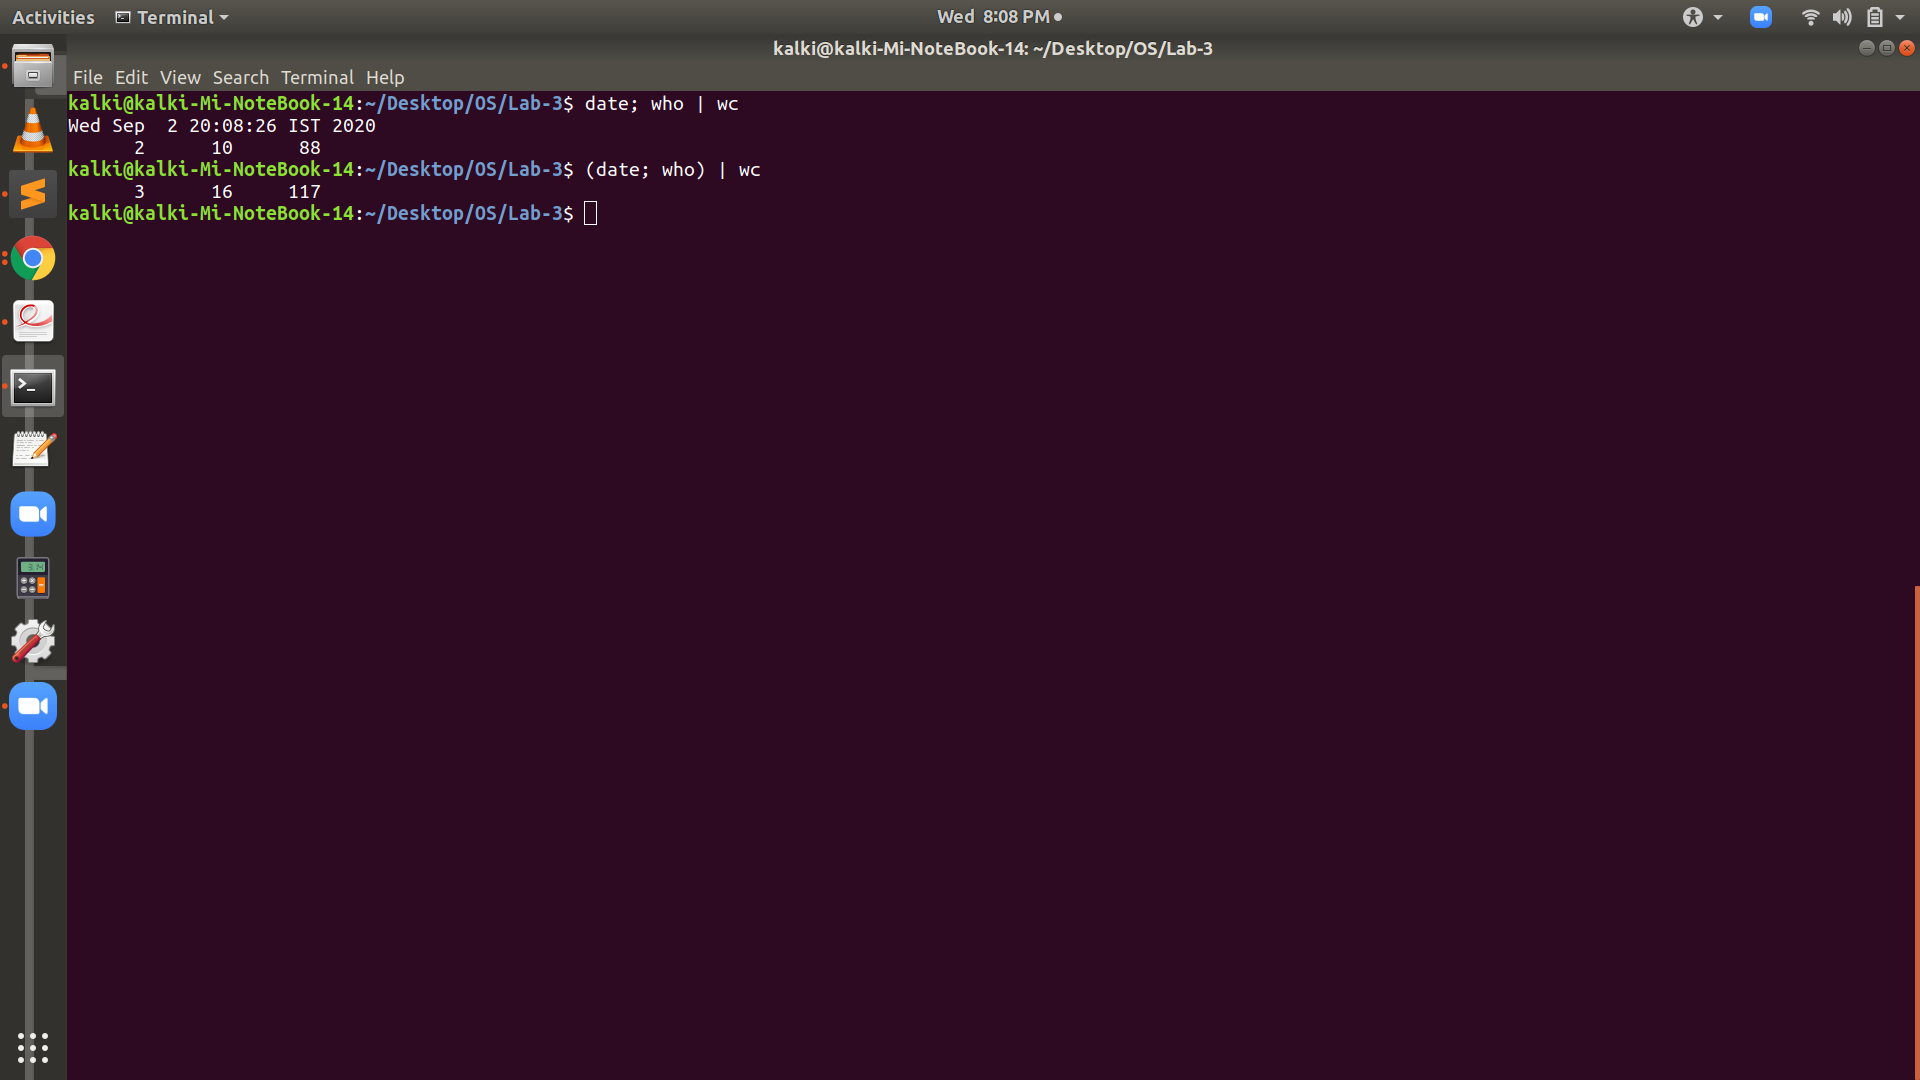 Activities Terminal Wed 8:08 PM
kalki@kalki-Mi-NoteBook-14: ~/Desktop/OS/Lab-3
File Edit View Search Terminal Help
kalki@kalki-Mi-NoteBook-14:~/Desktop/OS/Lab-3$ date; who | wc
Wed Sep  2 20:08:26 IST 2020
      2      10      88
kalki@kalki-Mi-NoteBook-14:~/Desktop/OS/Lab-3$ (date; who) | wc
      3      16     117
kalki@kalki-Mi-NoteBook-14:~/Desktop/OS/Lab-3$